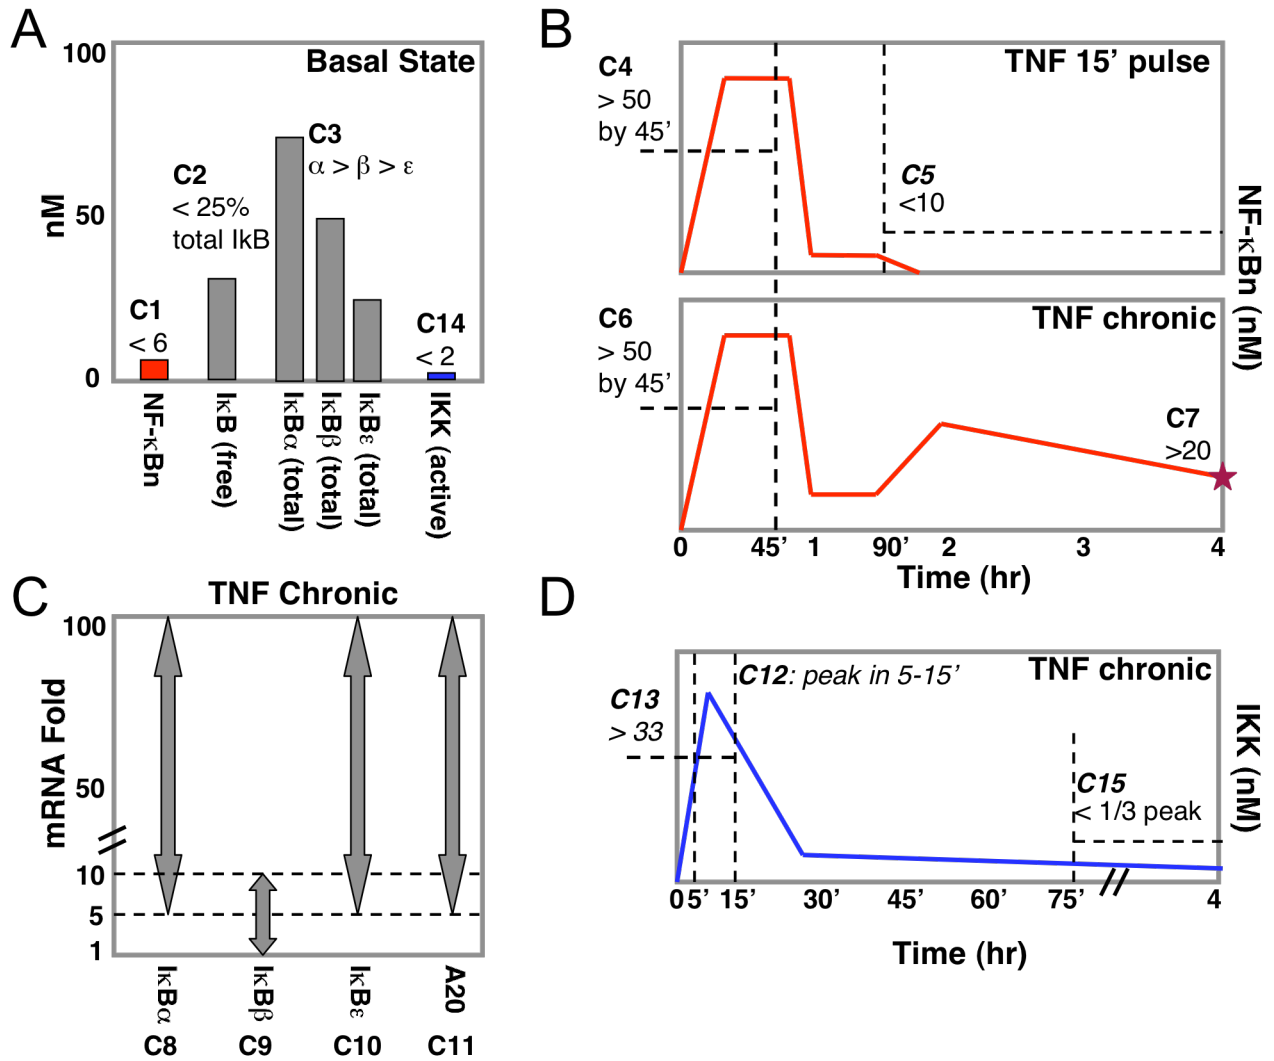 A
100
50
0
nM
Basal State
C1
< 6
C2
< 25%
total IκB
C3
α > β > ε
C14
< 2
NF-κBn
IκB (free)
IκBα (total)
IκBβ (total)
IκBε (total)
IKK (active)
B
C4
> 50
by 45’
TNF 15’ pulse
C5
<10
C6
> 50
by 45’
TNF chronic
C7
>20
NF-κBn (nM)
0 45’ 1 90’ 2 3 4
Time (hr)
C
TNF Chronic
100
50
10
5
1
mRNA Fold
IκBα
IκBβ
IκBε
A20
C8 C9 C10 C11
D
C13
> 33
C12: peak in 5-15’
TNF chronic
C15
< 1/3 peak
IKK (nM)
0 5’ 15’ 30’ 45’ 60’ 75’ 4
Time (hr)